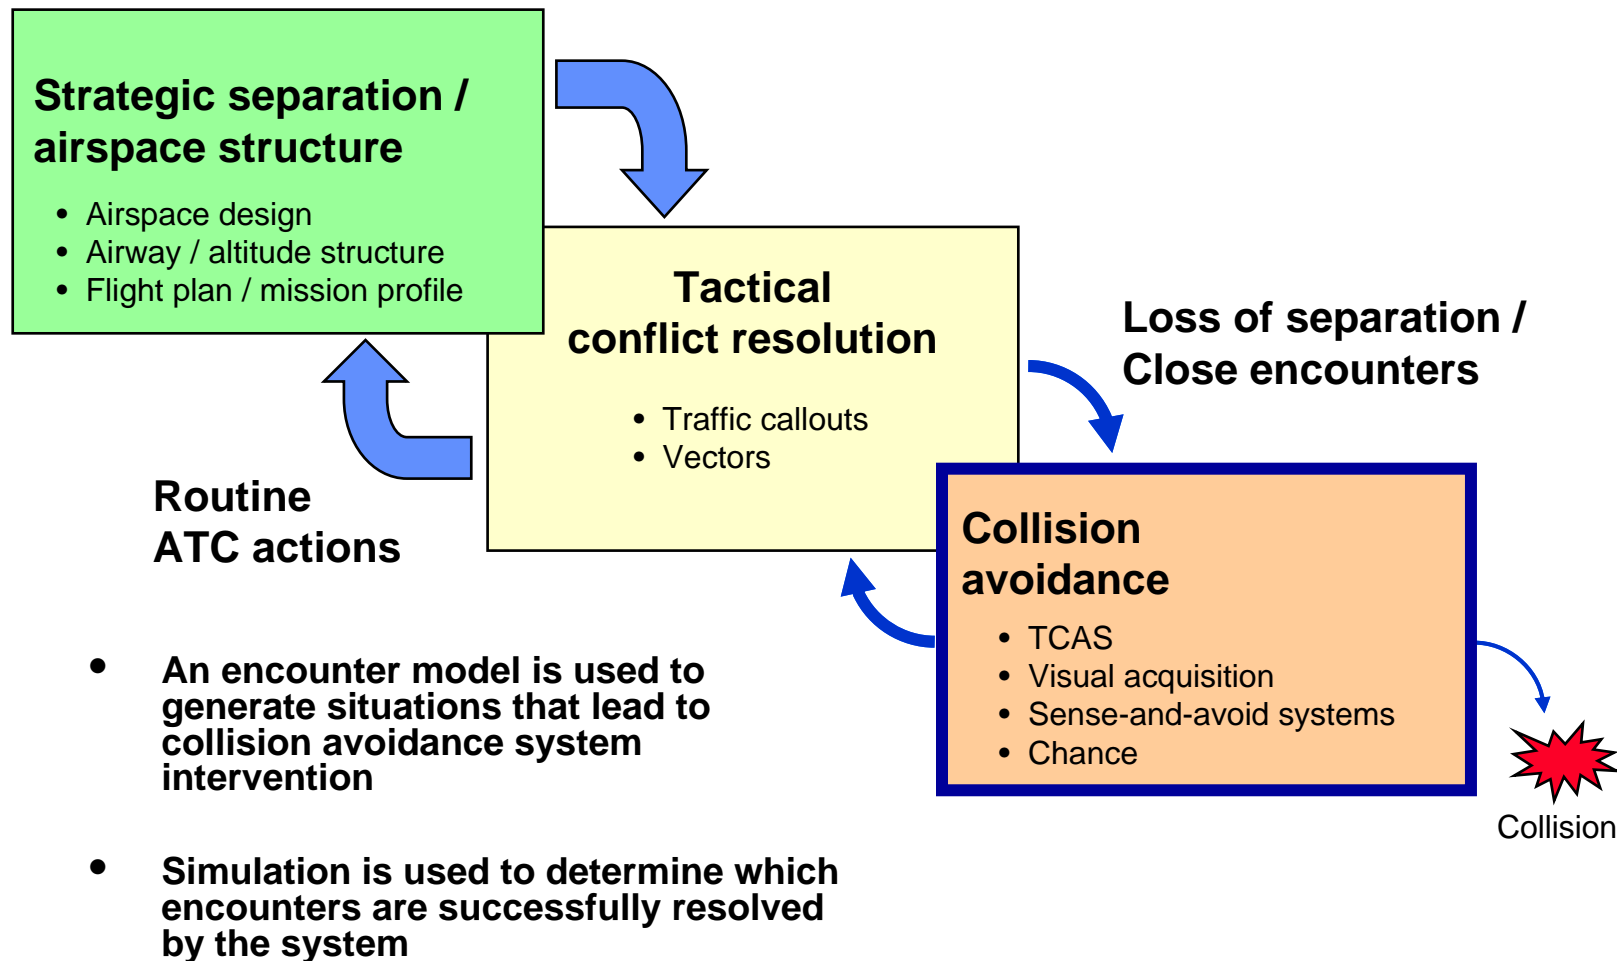 Strategic separation /
airspace structure
• Airspace design
• Airway / altitude structure
• Flight plan / mission profile
Tactical
conflict resolution
• Traffic callouts
• Vectors
Loss of separation /
Close encounters
Routine
ATC actions
Collision
avoidance
• TCAS
• Visual acquisition
• Sense-and-avoid systems
• Chance
Collision
• An encounter model is used to
generate situations that lead to
collision avoidance system
intervention
• Simulation is used to determine which
encounters are successfully resolved
by the system